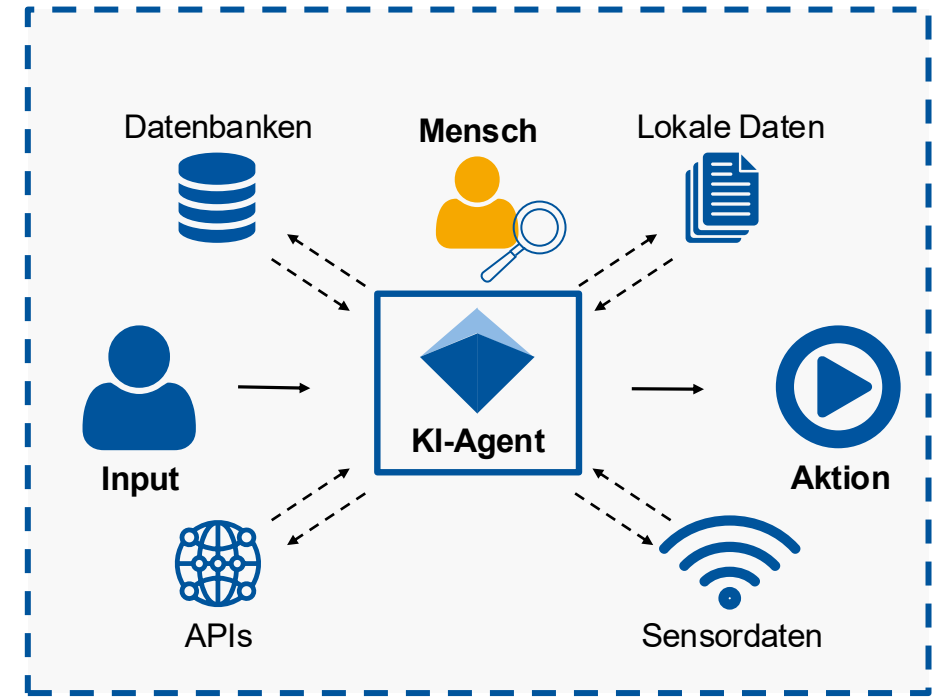 Datenbanken
Mensch
Lokale Daten
KI-Agent
Input
Aktion
APIs
Sensordaten